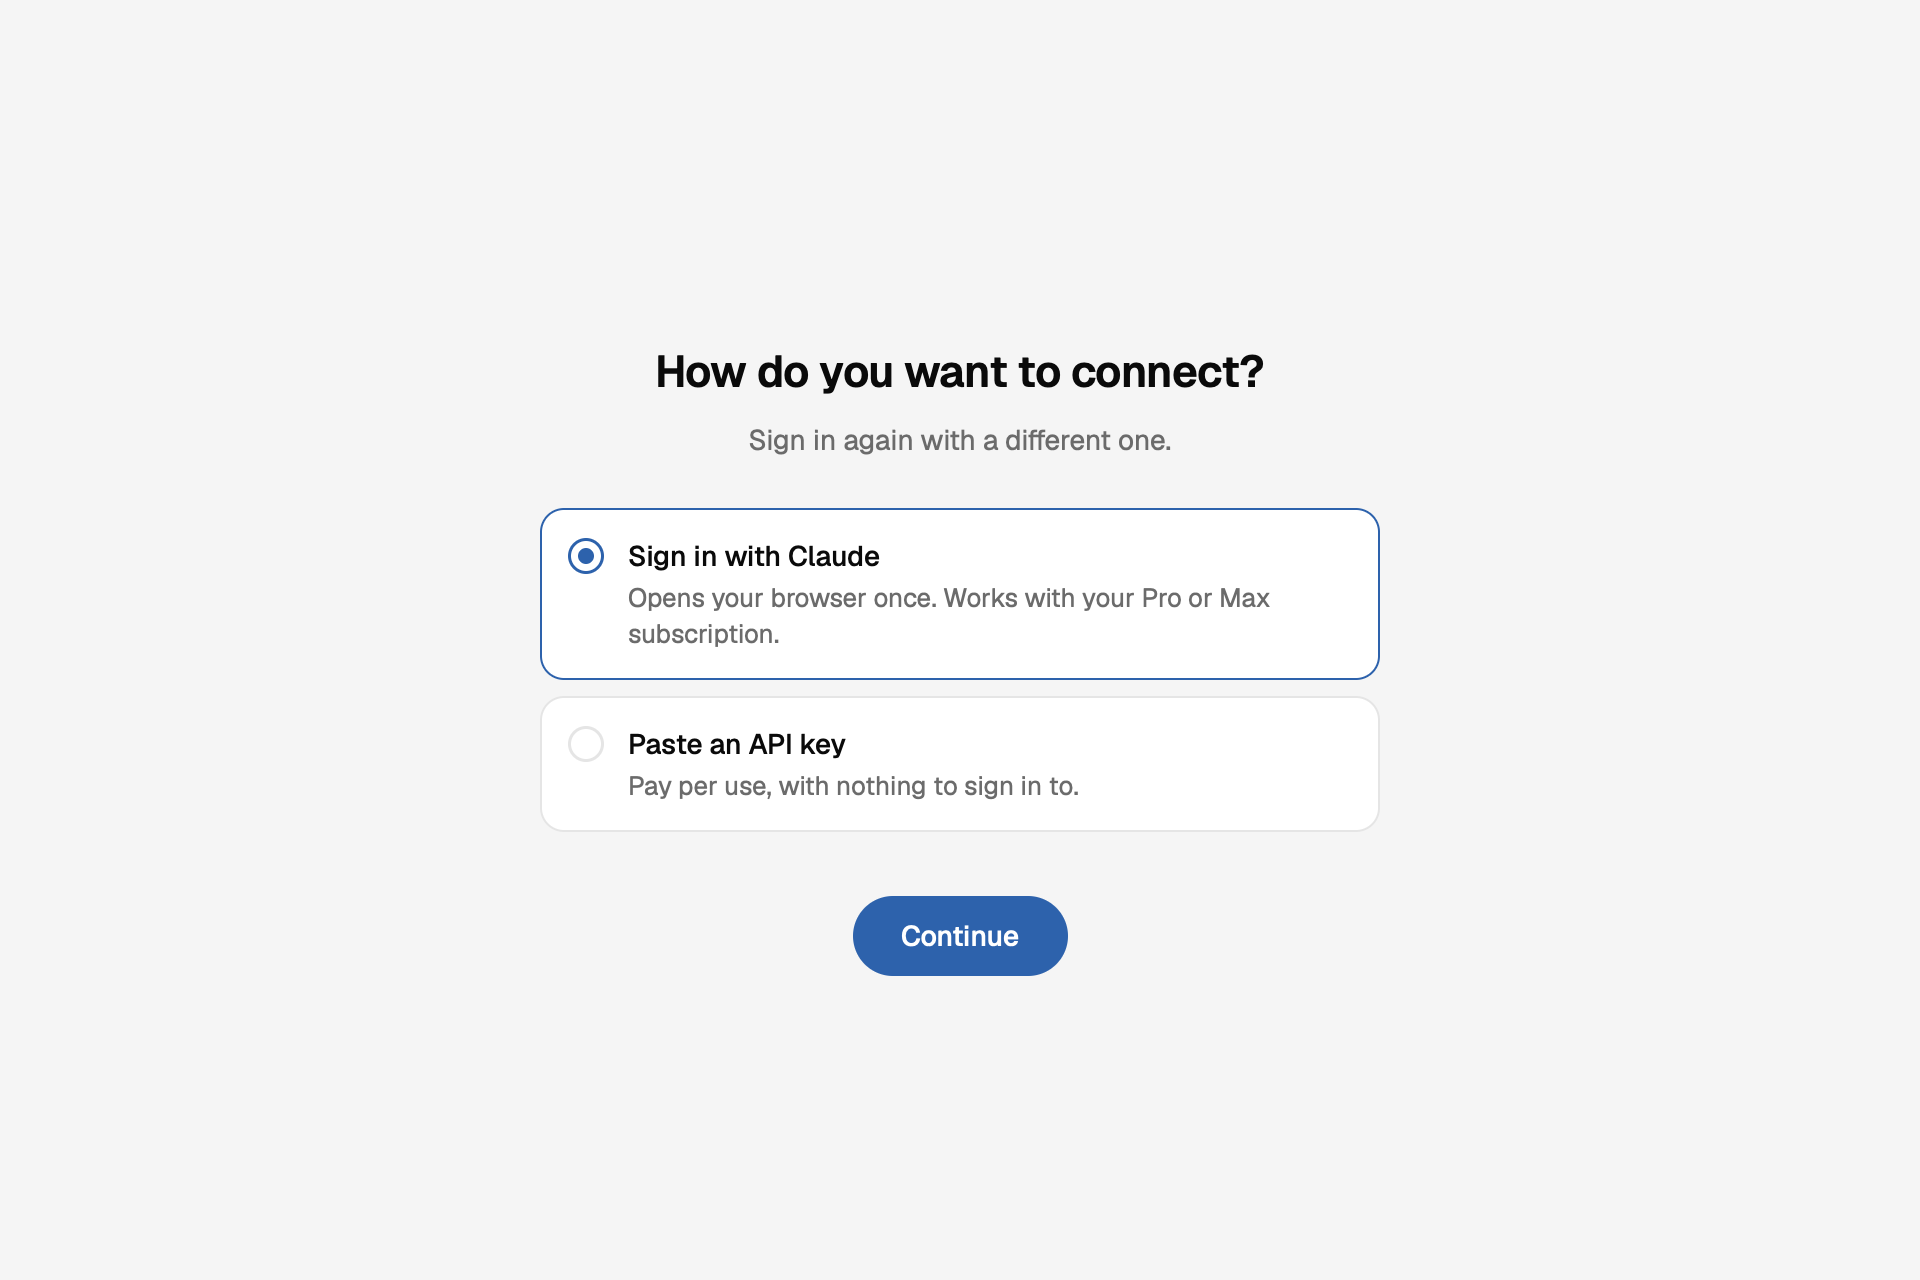 How do you want to connect?
Sign in again with a different one.
Sign in with Claude
Opens your browser once. Works with your Pro or Max
subscription.
Paste an API key
Pay per use, with nothing to sign in to.
Continue